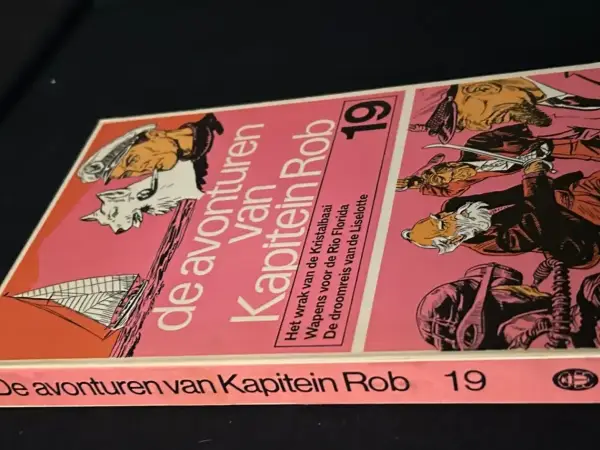 de avonturen
van
Kapitein Rob
Het wrak van de Kristalbaai
Wapens voor de Rio Florida
De droomreis van de Liselotte
19
De avonturen van Kapitein Rob 19